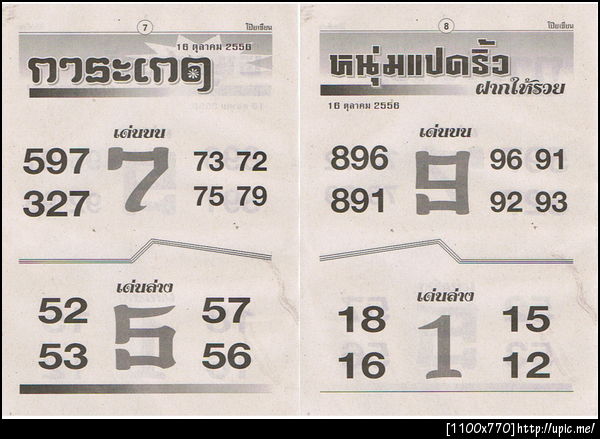 7
โป๊ยเซียน
16 ตุลาคม 2556
การะเกตุ
เด่นบน
597 7 73 72
327 75 79
เด่นล่าง
52 5 57
53 56
8
โป๊ยเซียน
หนุ่มแปดริ้ว
ฝากให้รวย
16 ตุลาคม 2556
เด่นบน
896 9 96 91
891 92 93
เด่นล่าง
18 1 15
16 12
[1100x770]http://upic.me/